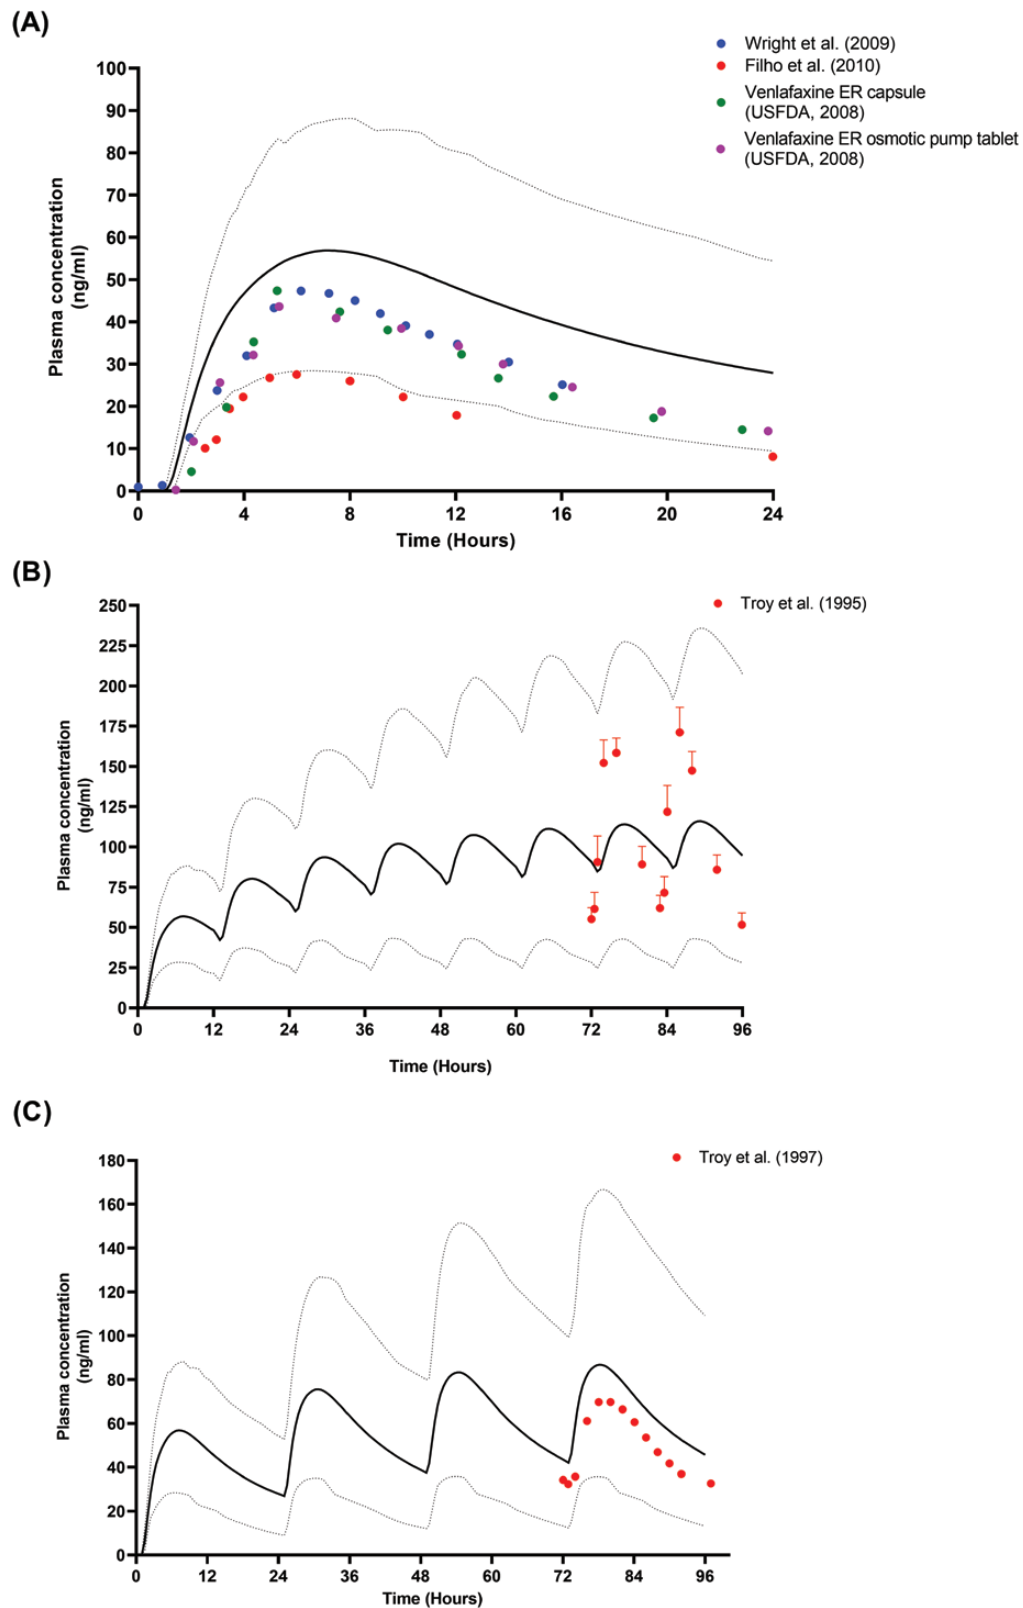 (A)
Wright et al. (2009)
Filho et al. (2010)
Venlafaxine ER capsule
(USFDA, 2008)
Venlafaxine ER osmotic pump tablet
(USFDA, 2008)
100
90
80
70
60
50
40
30
20
10
0
Plasma concentration
(ng/ml)
0 4 8 12 16 20 24
Time (Hours)
(B)
Troy et al. (1995)
250
225
200
175
150
125
100
75
50
25
0
Plasma concentration
(ng/ml)
0 12 24 36 48 60 72 84 96
Time (Hours)
(C)
Troy et al. (1997)
180
160
140
120
100
80
60
40
20
0
Plasma concentration
(ng/ml)
0 12 24 36 48 60 72 84 96
Time (Hours)